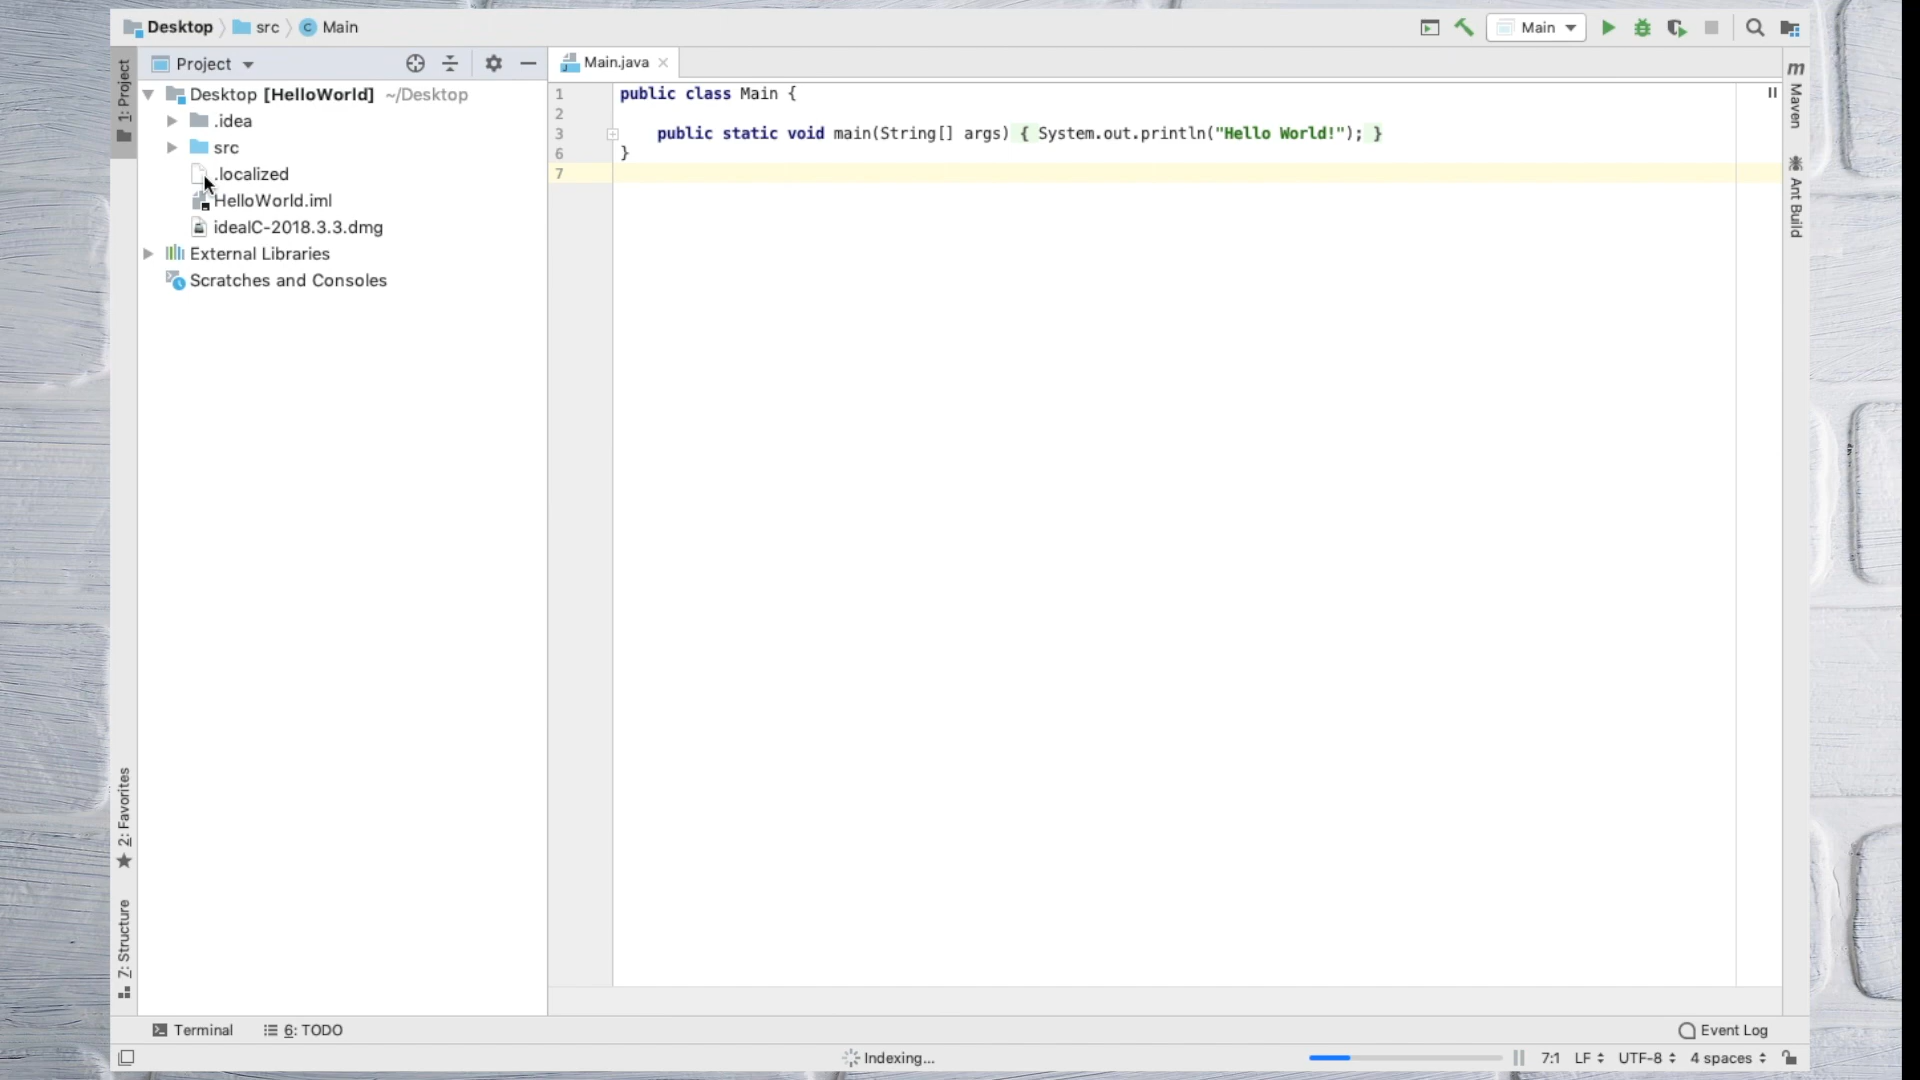 Desktop src Main
Main
Project
Main.java
1: Project
Desktop [HelloWorld] ~/Desktop
.idea
src
.localized
HelloWorld.iml
ideaIC-2018.3.3.dmg
External Libraries
Scratches and Consoles
1 public class Main {
2
3 public static void main(String[] args) { System.out.println("Hello World!"); }
6 }
7
m Maven
Ant Build
2: Favorites
7: Structure
Terminal 6: TODO
Event Log
Indexing... 7:1 LF UTF-8 4 spaces